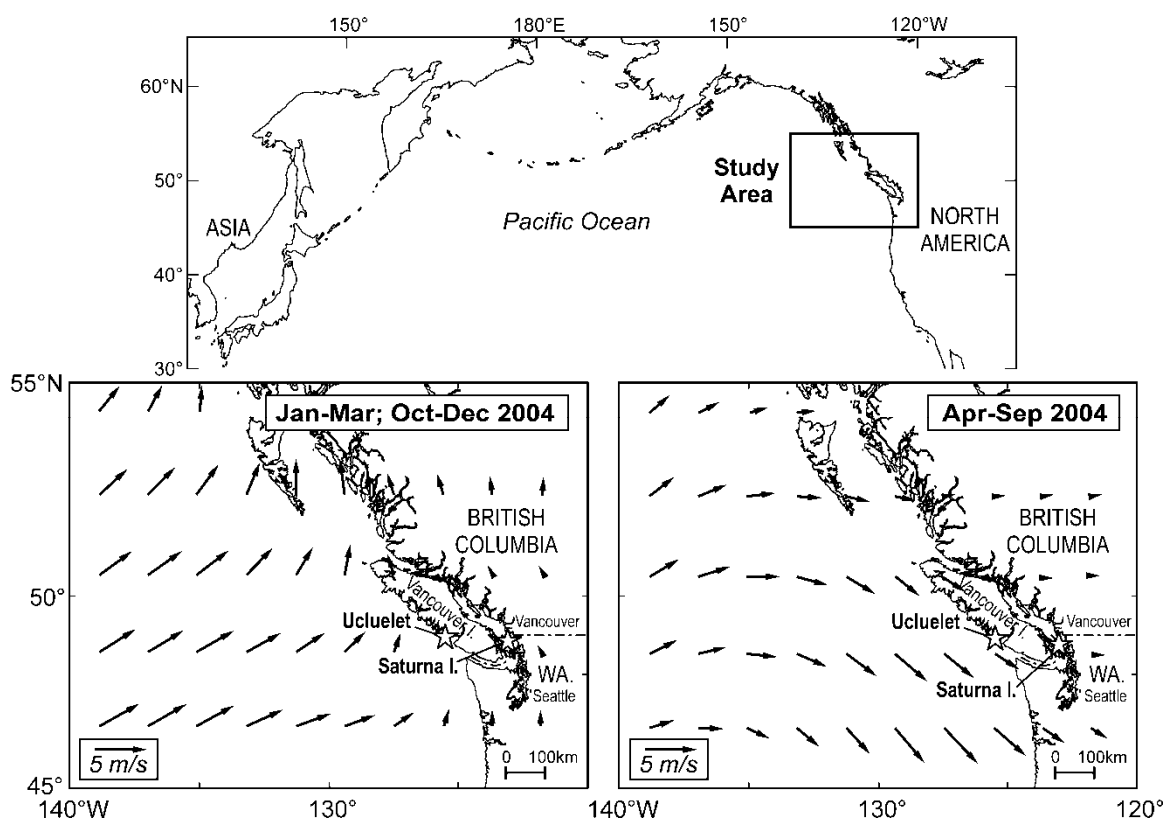 150° 180°E 150° 120°W
60°N
50°
40°
30°
Study
Area
ASIA
Pacific Ocean
NORTH
AMERICA
55°N
50°
45°
Jan-Mar; Oct-Dec 2004
BRITISH
COLUMBIA
Vancouver I.
Ucluelet
Vancouver
Saturna I.
WA.
Seattle
5 m/s
0 100km
140°W 130°
Apr-Sep 2004
BRITISH
COLUMBIA
Vancouver I.
Ucluelet
Vancouver
Saturna I.
WA.
Seattle
5 m/s
0 100km
140°W 130° 120°